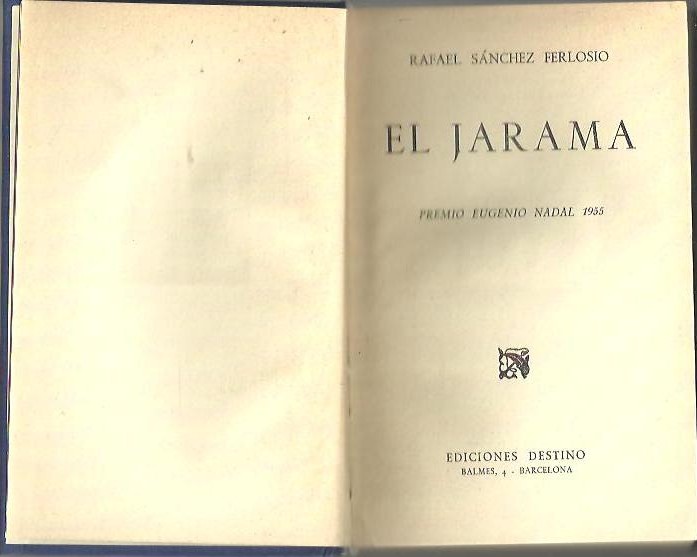 RAFAEL SÁNCHEZ FERLOSIO
EL JARAMA
PREMIO EUGENIO NADAL 1955
EDICIONES DESTINO
BALMES, 4 - BARCELONA